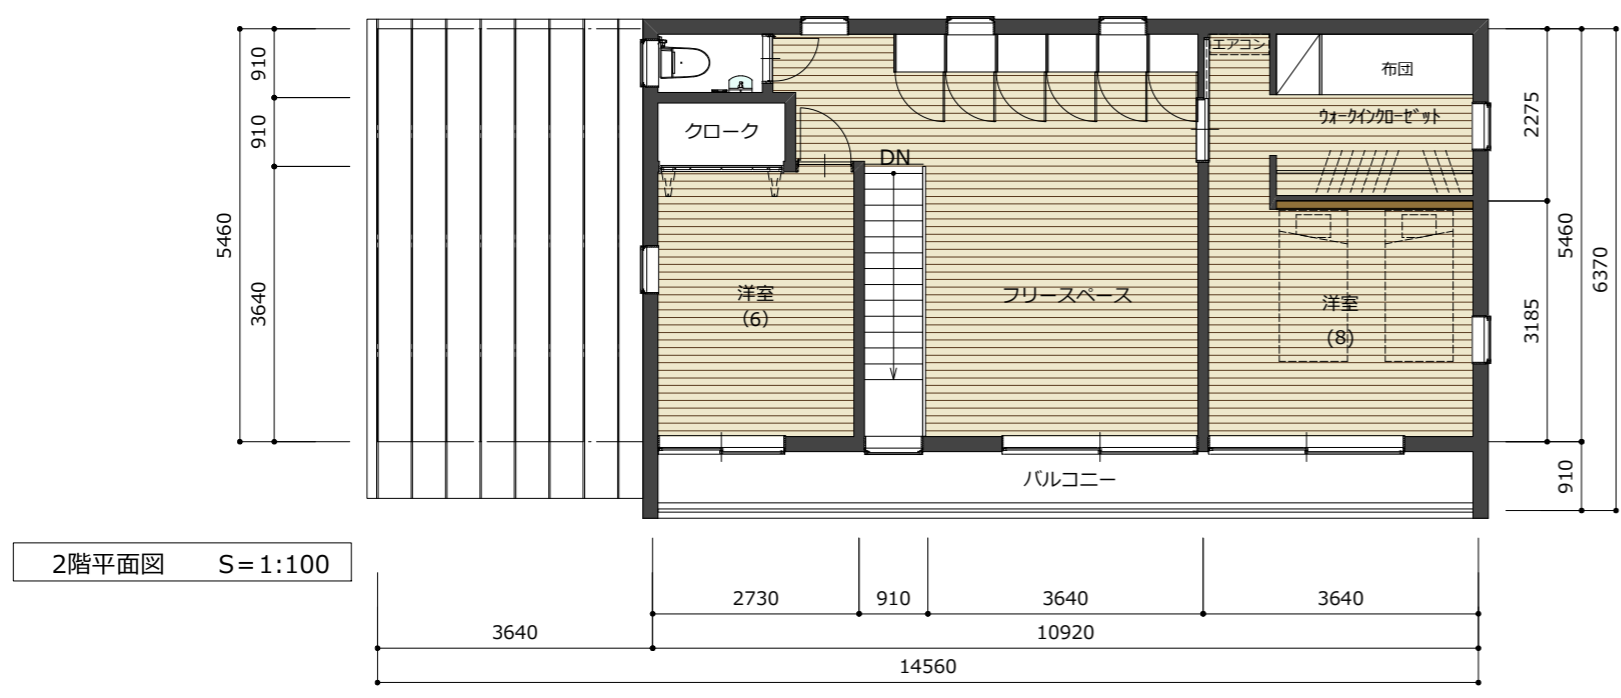 エアコン
布団
クローク
ウォークインクローゼット
DN
洋室
(6)
フリースペース
洋室
(8)
バルコニー
910
910
3640
5460
2275
3185
5460
910
6370
2階平面図 S=1:100
2730 910 3640 3640
3640 10920
14560